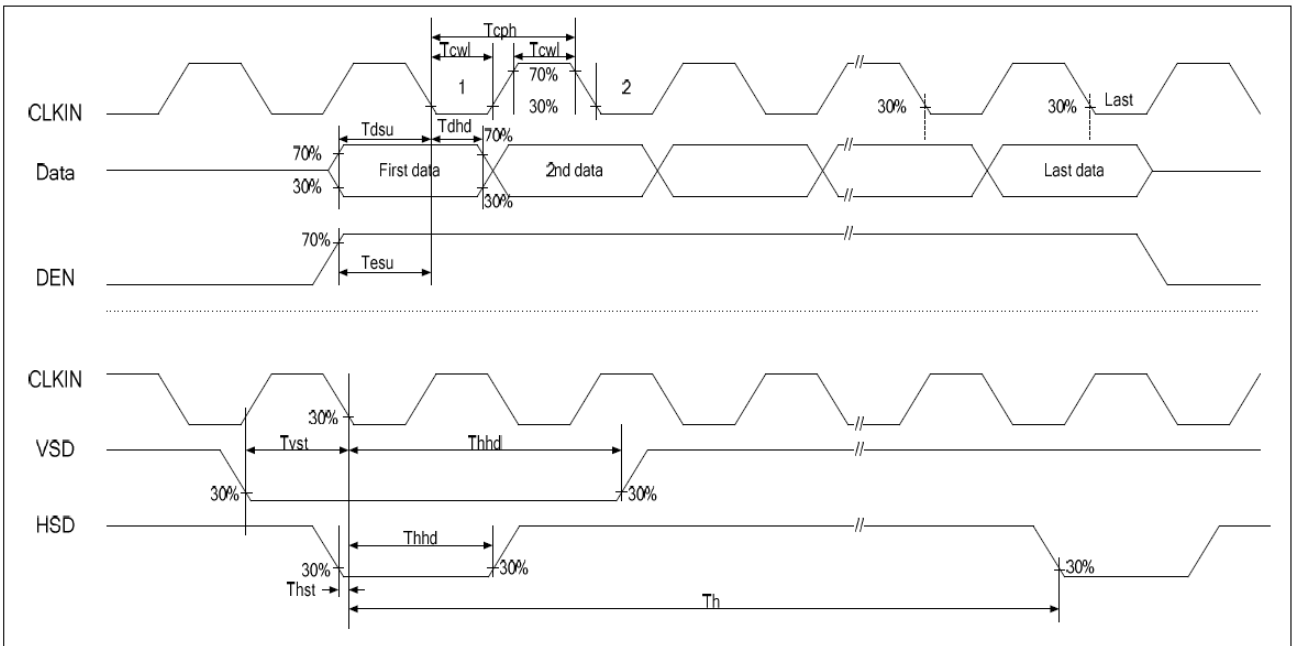 Tcph
Tcwl Tcwl
70%
CLKIN 1 30% 2 30% 30% Last
Tdsu Tdhd
70% 70%
Data First data 2nd data // Last data
30% 30%
70%
DEN Tesu
CLKIN
30%
VSD Tvst Thhd
30% 30%
HSD
Thhd
30% 30% 30%
Thst
Th